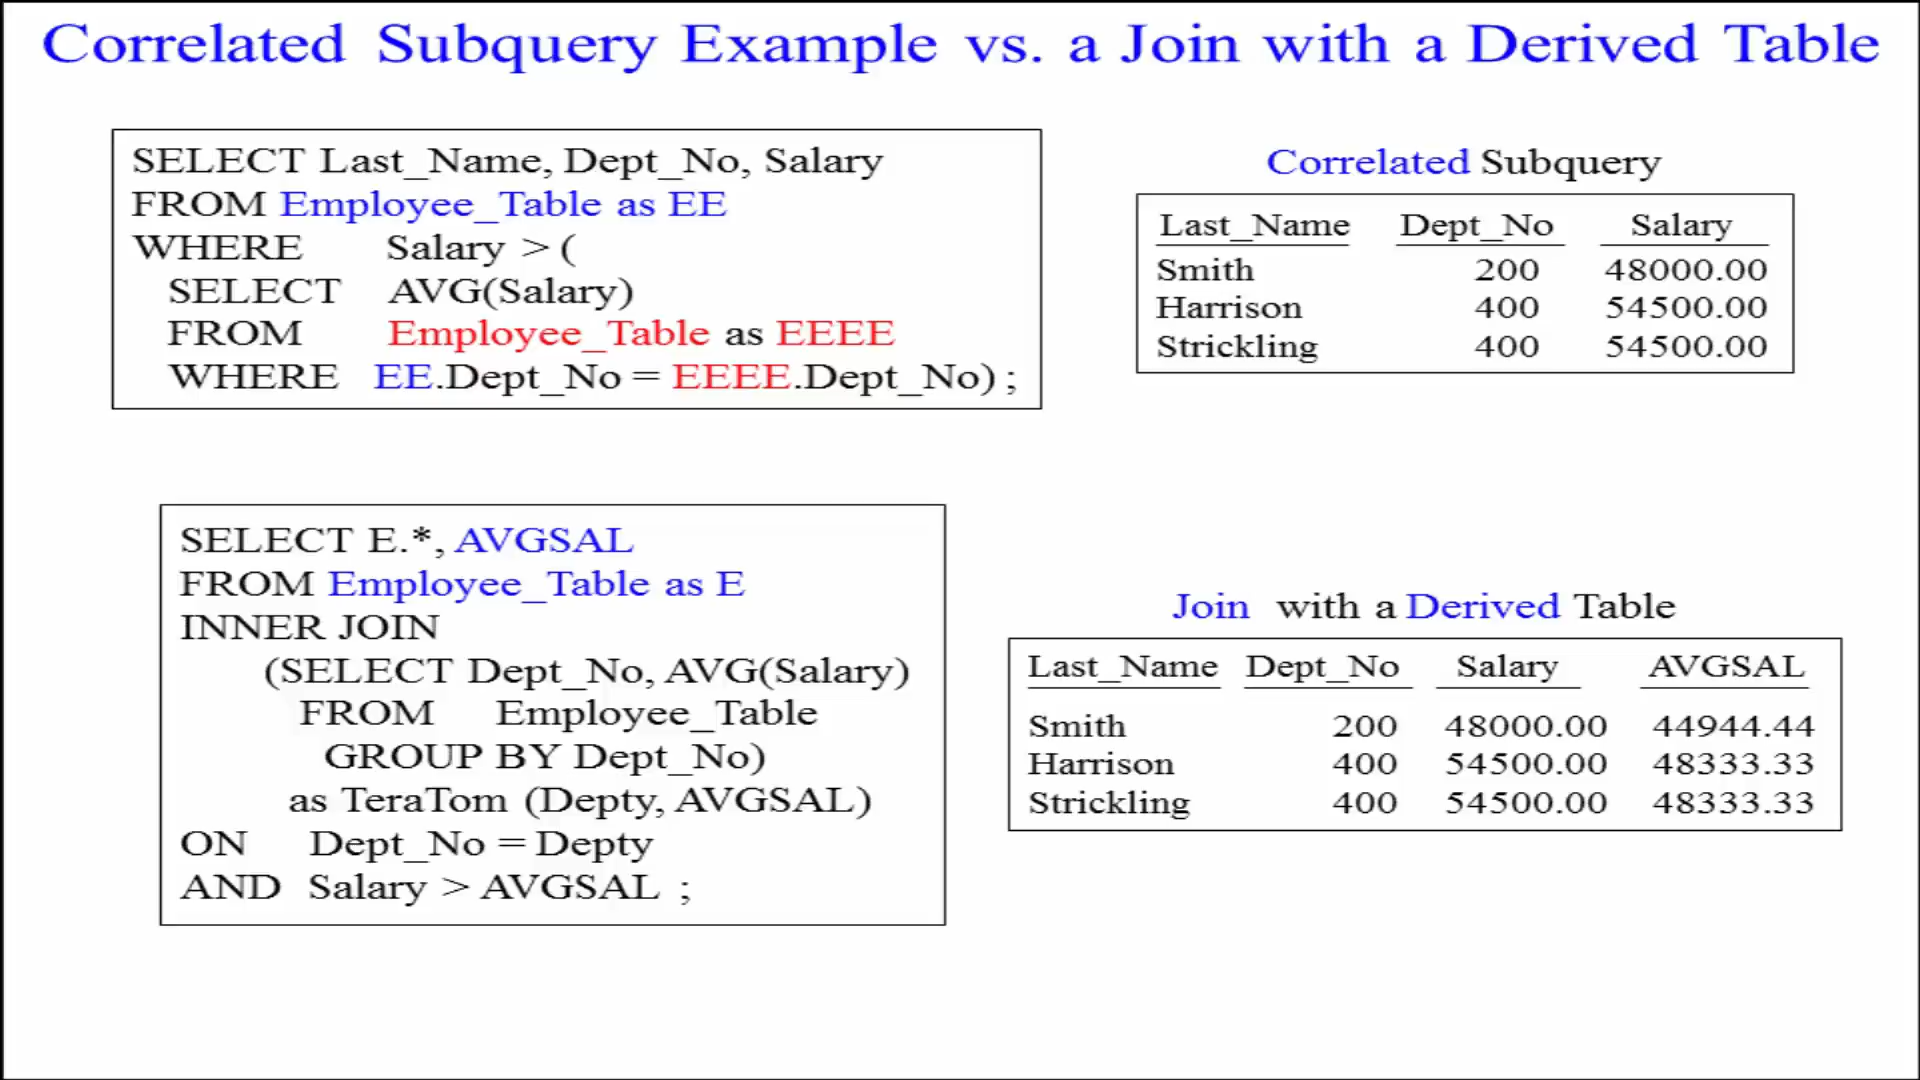 Correlated Subquery Example vs. a Join with a Derived Table
SELECT Last_Name, Dept_No, Salary
FROM Employee_Table as EE
WHERE Salary > (
SELECT AVG(Salary)
FROM Employee_Table as EEEE
WHERE EE.Dept_No = EEEE.Dept_No) ;
Correlated Subquery
Last_Name Dept_No Salary
Smith 200 48000.00
Harrison 400 54500.00
Strickling 400 54500.00
SELECT E.*, AVGSAL
FROM Employee_Table as E
INNER JOIN
(SELECT Dept_No, AVG(Salary)
FROM Employee_Table
GROUP BY Dept_No)
as TeraTom (Depty, AVGSAL)
ON Dept_No = Depty
AND Salary > AVGSAL ;
Join with a Derived Table
Last_Name Dept_No Salary AVGSAL
Smith 200 48000.00 44944.44
Harrison 400 54500.00 48333.33
Strickling 400 54500.00 48333.33